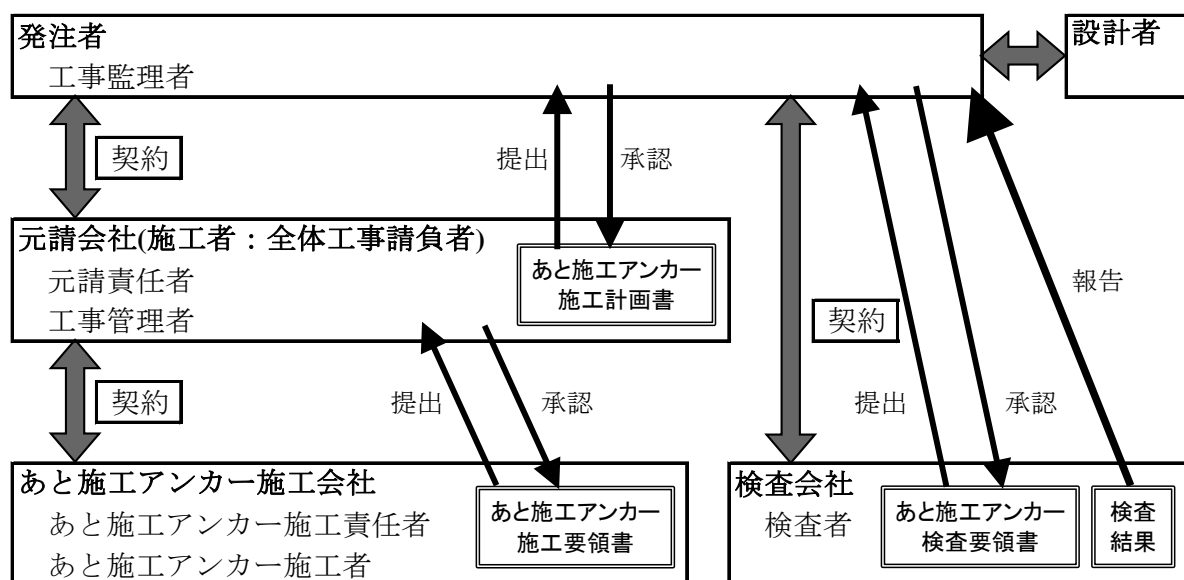 発注者
工事監理者
設計者
契約
提出
承認
元請会社(施工者：全体工事請負者)
元請責任者
工事管理者
あと施工アンカー
施工計画書
契約
提出
承認
契約
提出
承認
報告
あと施工アンカー施工会社
あと施工アンカー施工責任者
あと施工アンカー施工者
あと施工アンカー
施工要領書
検査会社
検査者
あと施工アンカー
検査要領書
検査
結果